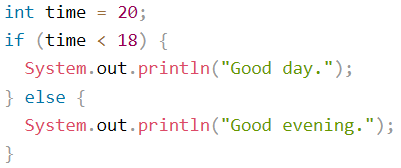 int time = 20;
if (time < 18) {
  System.out.println("Good day.");
} else {
  System.out.println("Good evening.");
}